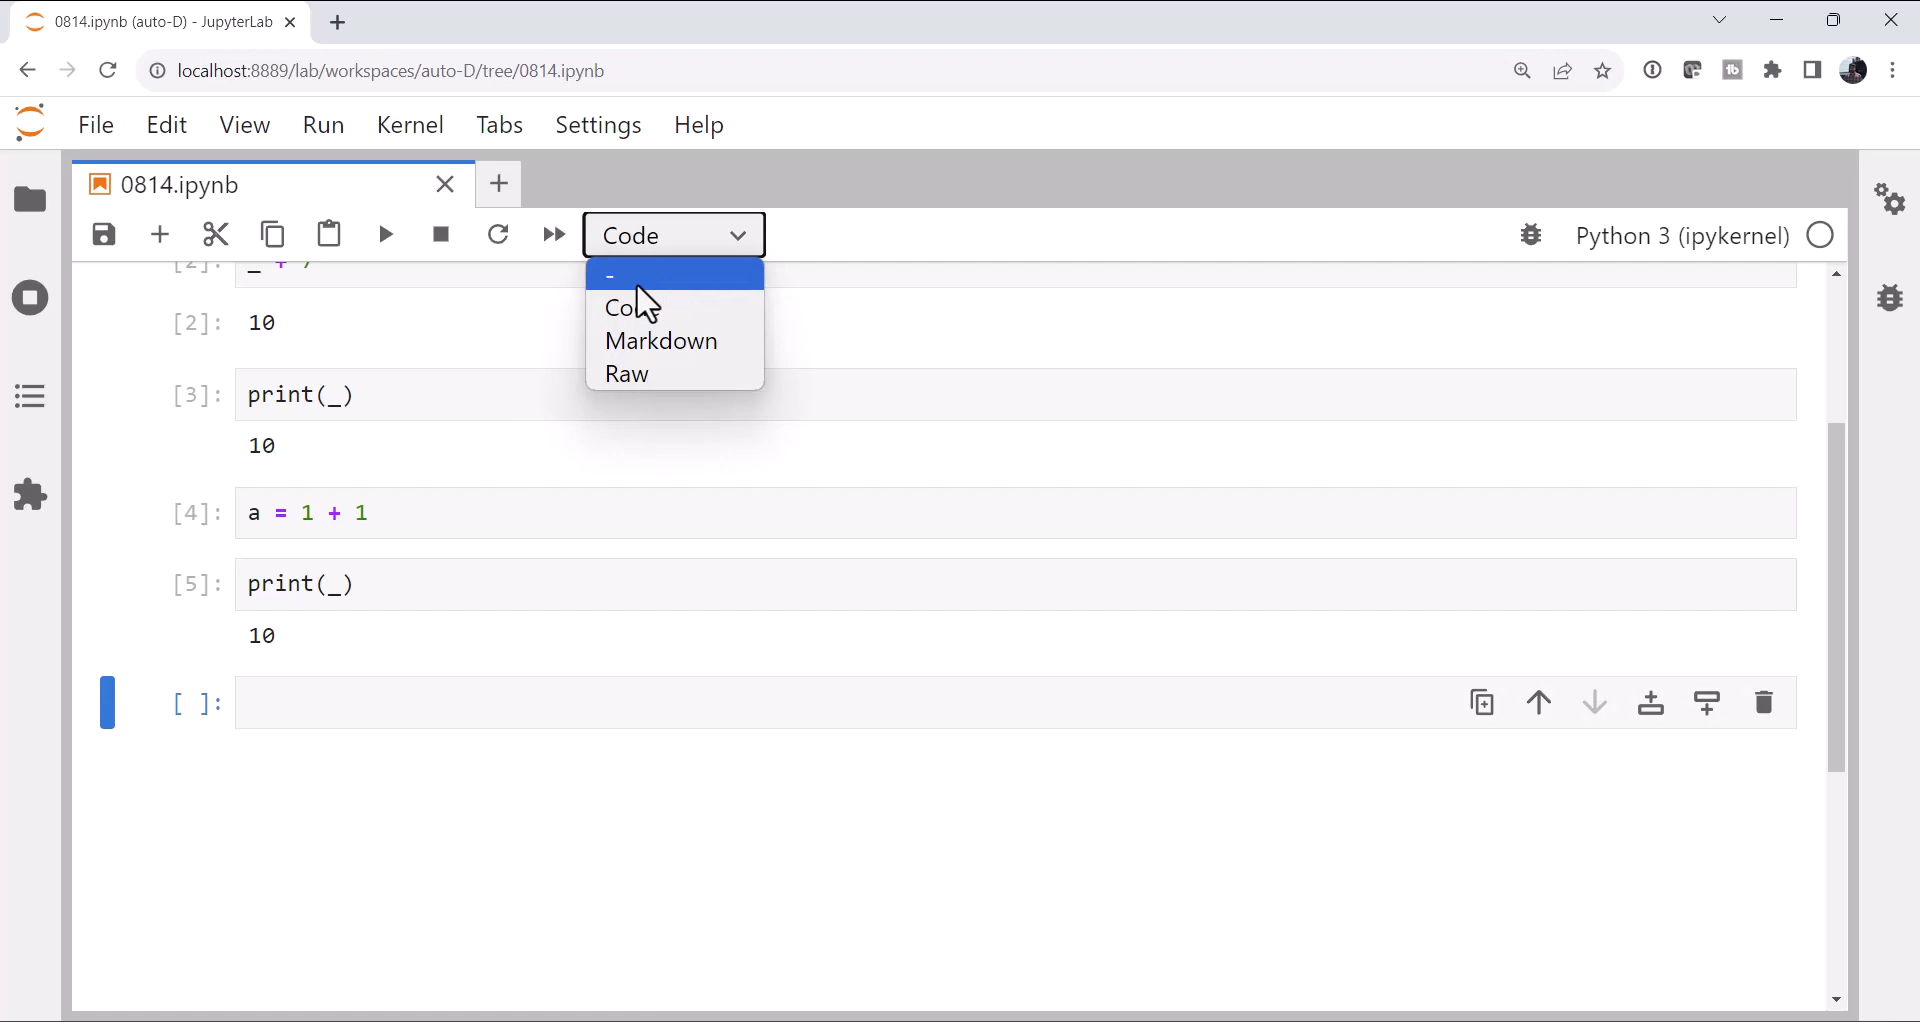 0814.ipynb (auto-D) - JupyterLab
localhost:8889/lab/workspaces/auto-D/tree/0814.ipynb
File Edit View Run Kernel Tabs Settings Help
0814.ipynb
Code Python 3 (ipykernel)
-
[2]: _ + 7
[2]: 10
Markdown
Raw
[3]: print(_)
10
[4]: a = 1 + 1
[5]: print(_)
10
[ ]: